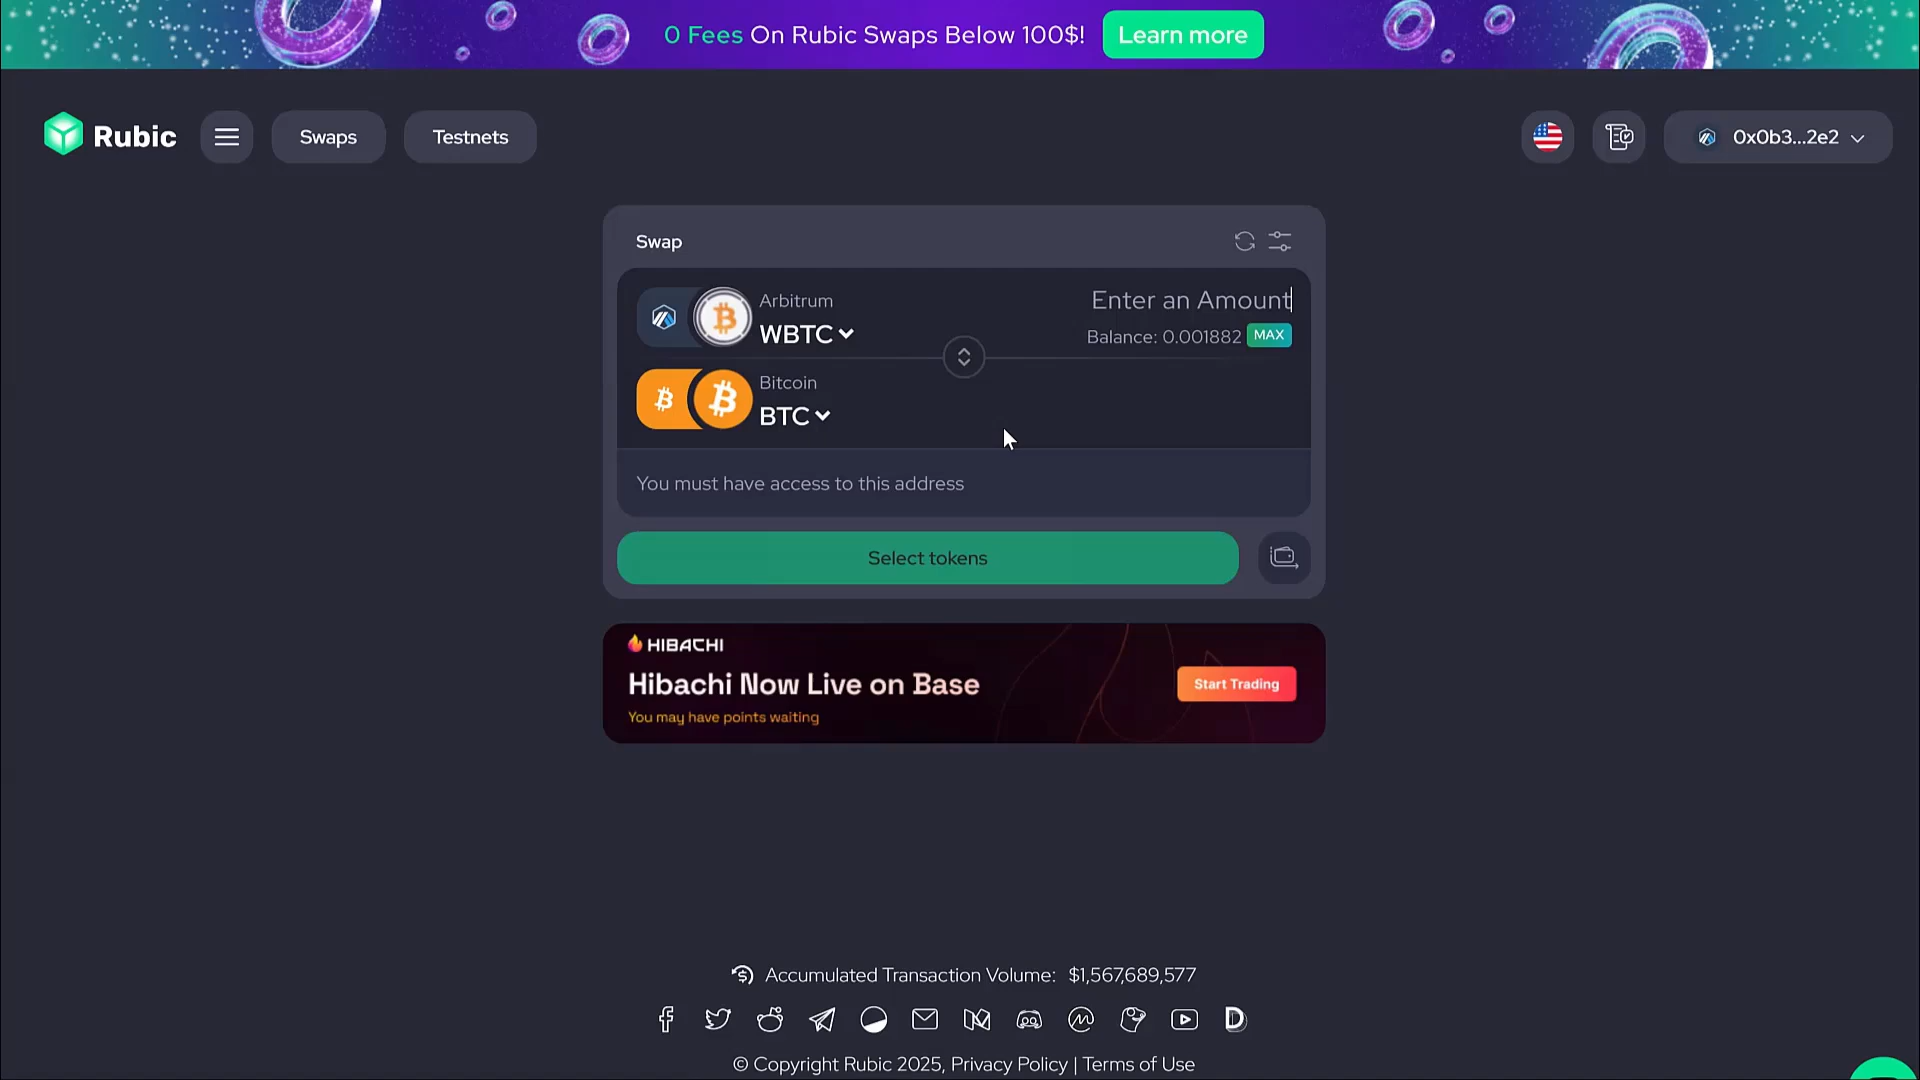 0 Fees On Rubic Swaps Below 100$!
Learn more
Rubic
Swaps
Testnets
0x0b3...2e2
Swap
Arbitrum
WBTC
Enter an Amount
Balance: 0.001882
MAX
Bitcoin
BTC
You must have access to this address
Select tokens
HIBACHI
Hibachi Now Live on Base
You may have points waiting
Start Trading
Accumulated Transaction Volume: $1,567,689,577
© Copyright Rubic 2025, Privacy Policy | Terms of Use